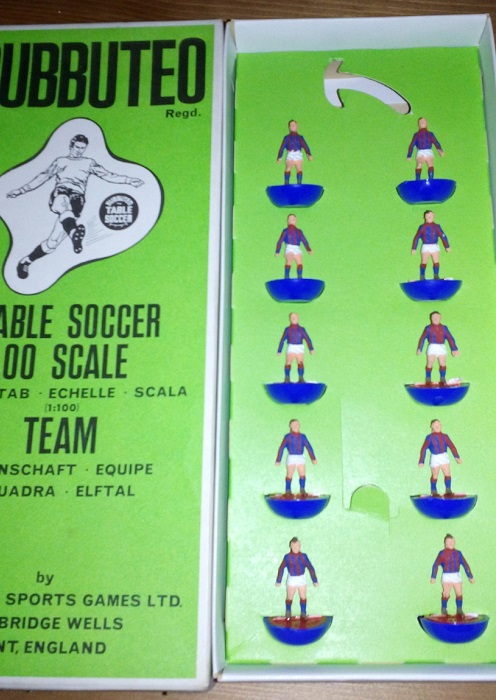 UBBUTEO
Regd.
TABLE
SOCCER
ABLE SOCCER
00 SCALE
TAB · ECHELLE · SCALA
(1:100)
TEAM
NSCHAFT · EQUIPE
UADRA · ELFTAL
by
SPORTS GAMES LTD.
BRIDGE WELLS
NT, ENGLAND